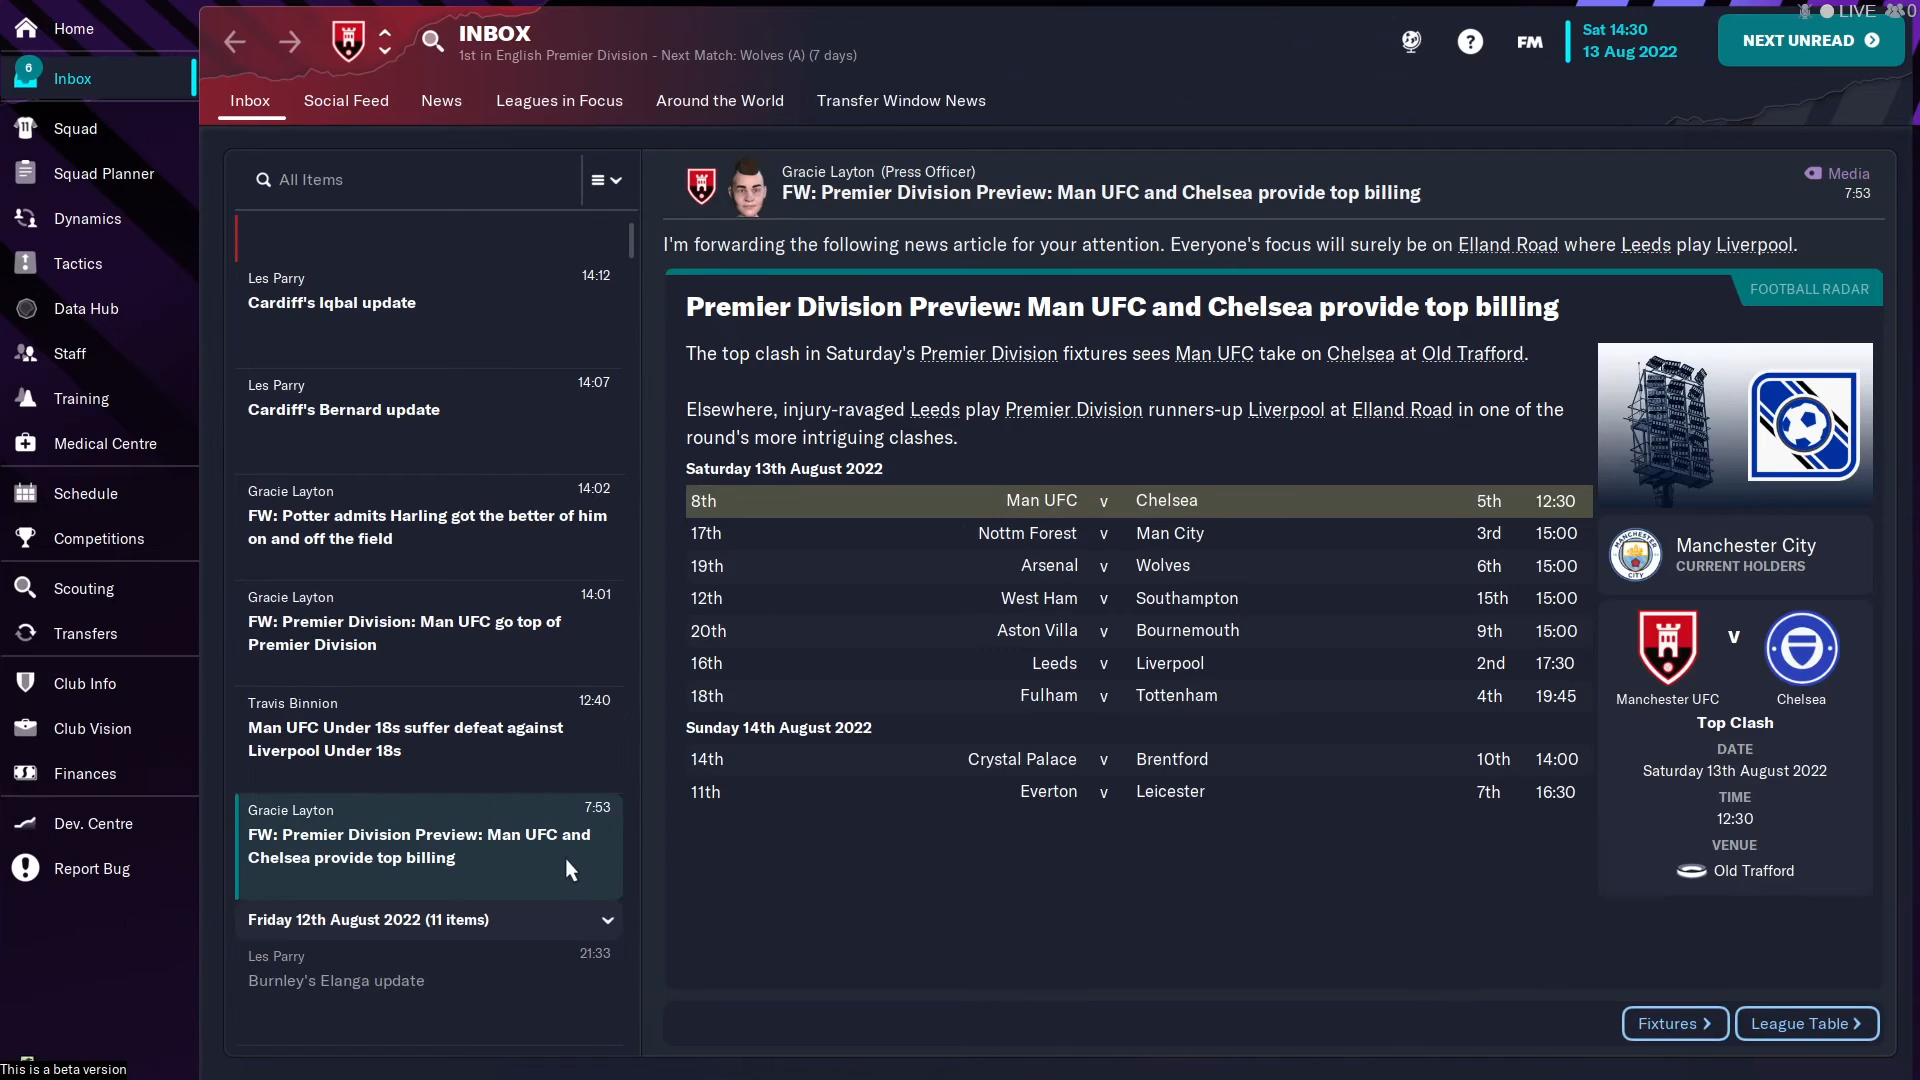 Home
6
Inbox
Squad
Squad Planner
Dynamics
Tactics
Data Hub
Staff
Training
Medical Centre
Schedule
Competitions
Scouting
Transfers
Club Info
Club Vision
Finances
Dev. Centre
Report Bug
This is a beta version
INBOX
1st in English Premier Division - Next Match: Wolves (A) (7 days)
?
FM
Sat 14:30
13 Aug 2022
LIVE 0
NEXT UNREAD
Inbox Social Feed News Leagues in Focus Around the World Transfer Window News
All Items
Les Parry 14:12
Cardiff's Iqbal update
Les Parry 14:07
Cardiff's Bernard update
Gracie Layton 14:02
FW: Potter admits Harling got the better of him
on and off the field
Gracie Layton 14:01
FW: Premier Division: Man UFC go top of
Premier Division
Travis Binnion 12:40
Man UFC Under 18s suffer defeat against
Liverpool Under 18s
Gracie Layton 7:53
FW: Premier Division Preview: Man UFC and
Chelsea provide top billing
Friday 12th August 2022 (11 items)
Les Parry 21:33
Burnley's Elanga update
Gracie Layton (Press Officer)
FW: Premier Division Preview: Man UFC and Chelsea provide top billing
Media
7:53
I'm forwarding the following news article for your attention. Everyone's focus will surely be on Elland Road where Leeds play Liverpool.
FOOTBALL RADAR
Premier Division Preview: Man UFC and Chelsea provide top billing
The top clash in Saturday's Premier Division fixtures sees Man UFC take on Chelsea at Old Trafford.
Elsewhere, injury-ravaged Leeds play Premier Division runners-up Liverpool at Elland Road in one of the
round's more intriguing clashes.
Saturday 13th August 2022
8th Man UFC v Chelsea 5th 12:30
17th Nottm Forest v Man City 3rd 15:00
19th Arsenal v Wolves 6th 15:00
12th West Ham v Southampton 15th 15:00
20th Aston Villa v Bournemouth 9th 15:00
16th Leeds v Liverpool 2nd 17:30
18th Fulham v Tottenham 4th 19:45
Sunday 14th August 2022
14th Crystal Palace v Brentford 10th 14:00
11th Everton v Leicester 7th 16:30
MANCHESTER
CITY
Manchester City
CURRENT HOLDERS
v
Manchester UFC Chelsea
Top Clash
DATE
Saturday 13th August 2022
TIME
12:30
VENUE
Old Trafford
Fixtures
League Table